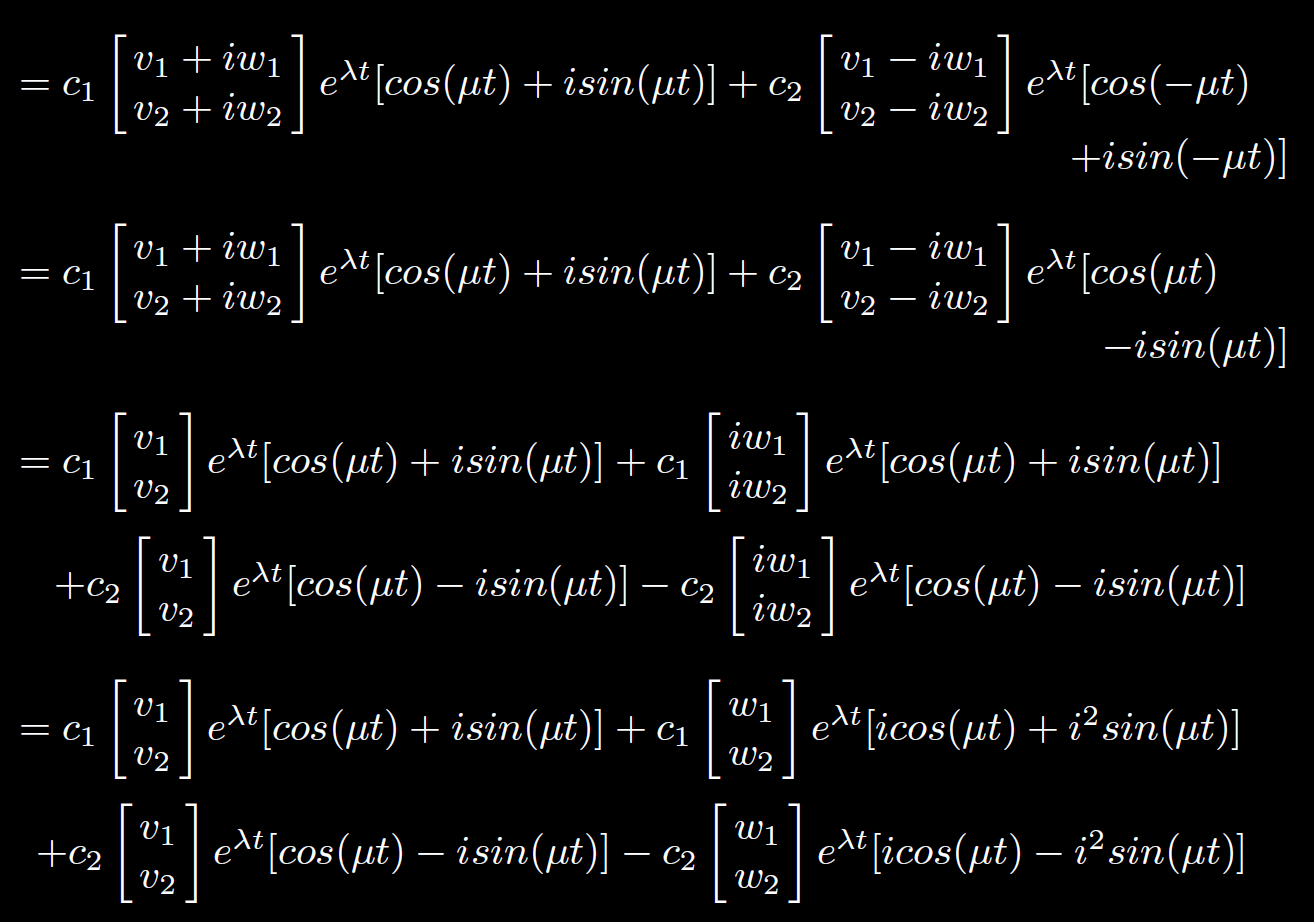 = c₁ [v₁ + iw₁; v₂ + iw₂] e^{λt}[cos(μt) + isin(μt)] + c₂ [v₁ − iw₁; v₂ − iw₂] e^{λt}[cos(−μt)
+isin(−μt)]
= c₁ [v₁ + iw₁; v₂ + iw₂] e^{λt}[cos(μt) + isin(μt)] + c₂ [v₁ − iw₁; v₂ − iw₂] e^{λt}[cos(μt)
−isin(μt)]
= c₁ [v₁; v₂] e^{λt}[cos(μt) + isin(μt)] + c₁ [iw₁; iw₂] e^{λt}[cos(μt) + isin(μt)]
+c₂ [v₁; v₂] e^{λt}[cos(μt) − isin(μt)] − c₂ [iw₁; iw₂] e^{λt}[cos(μt) − isin(μt)]
= c₁ [v₁; v₂] e^{λt}[cos(μt) + isin(μt)] + c₁ [w₁; w₂] e^{λt}[icos(μt) + i²sin(μt)]
+c₂ [v₁; v₂] e^{λt}[cos(μt) − isin(μt)] − c₂ [w₁; w₂] e^{λt}[icos(μt) − i²sin(μt)]